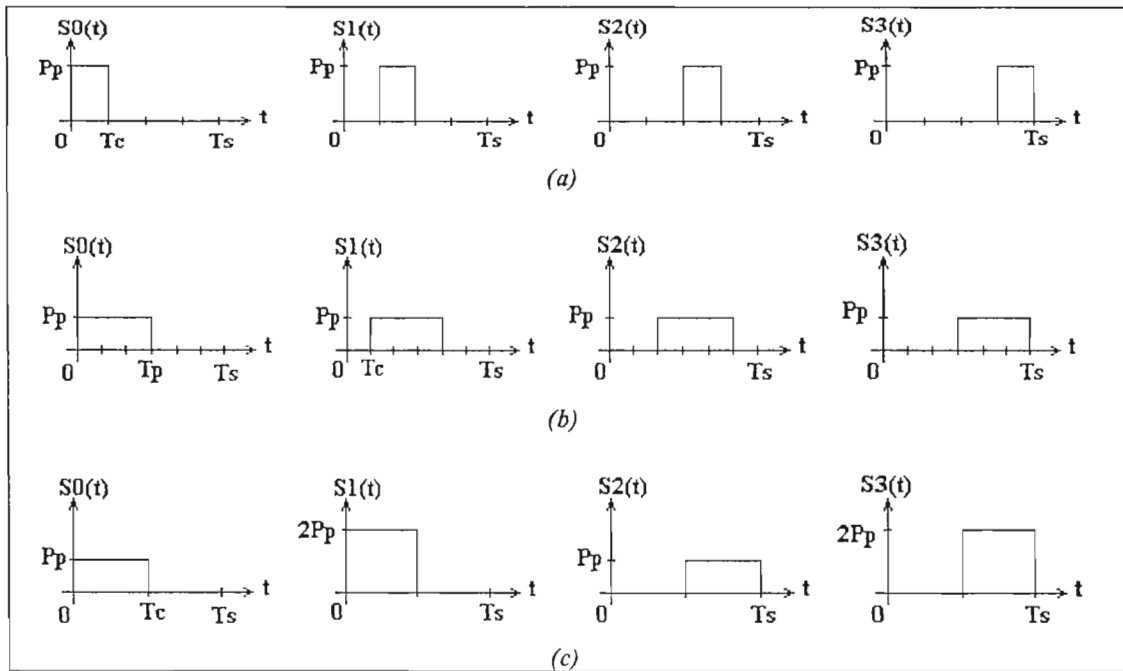 S0(t) S1(t) S2(t) S3(t)
Pp Pp Pp Pp
t t t t
0 Tc Ts 0 Ts 0 Ts 0 Ts
(a)
S0(t) S1(t) S2(t) S3(t)
Pp Pp Pp Pp
t t t t
0 Tp Ts 0 Tc Ts 0 Ts 0 Ts
(b)
S0(t) S1(t) S2(t) S3(t)
Pp 2Pp Pp 2Pp
t t t t
0 Tc Ts 0 Ts 0 Ts 0 Ts
(c)